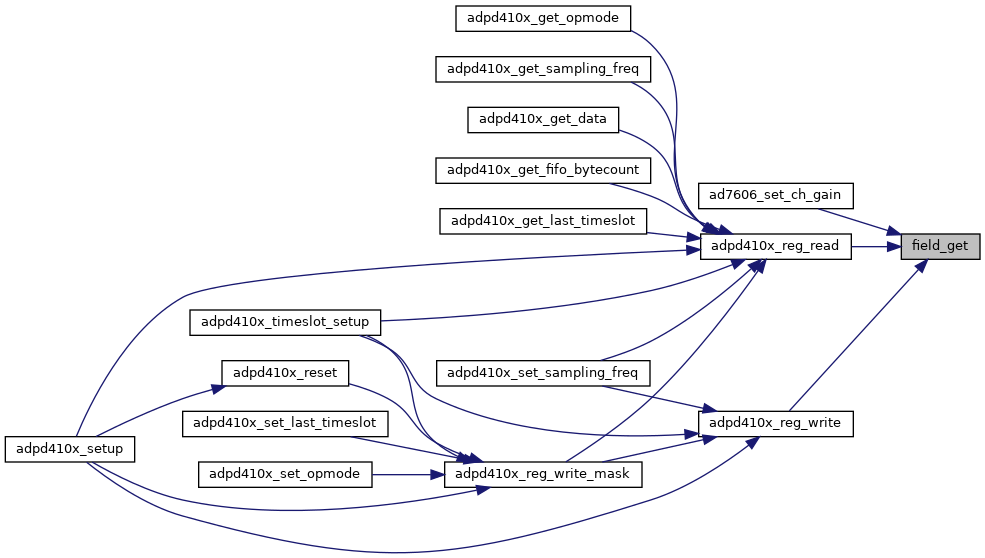 adpd410x_get_opmode
adpd410x_get_sampling_freq
adpd410x_get_data
adpd410x_get_fifo_bytecount
ad7606_set_ch_gain
adpd410x_get_last_timeslot
adpd410x_reg_read
field_get
adpd410x_timeslot_setup
adpd410x_reset
adpd410x_set_sampling_freq
adpd410x_set_last_timeslot
adpd410x_reg_write
adpd410x_setup
adpd410x_set_opmode
adpd410x_reg_write_mask